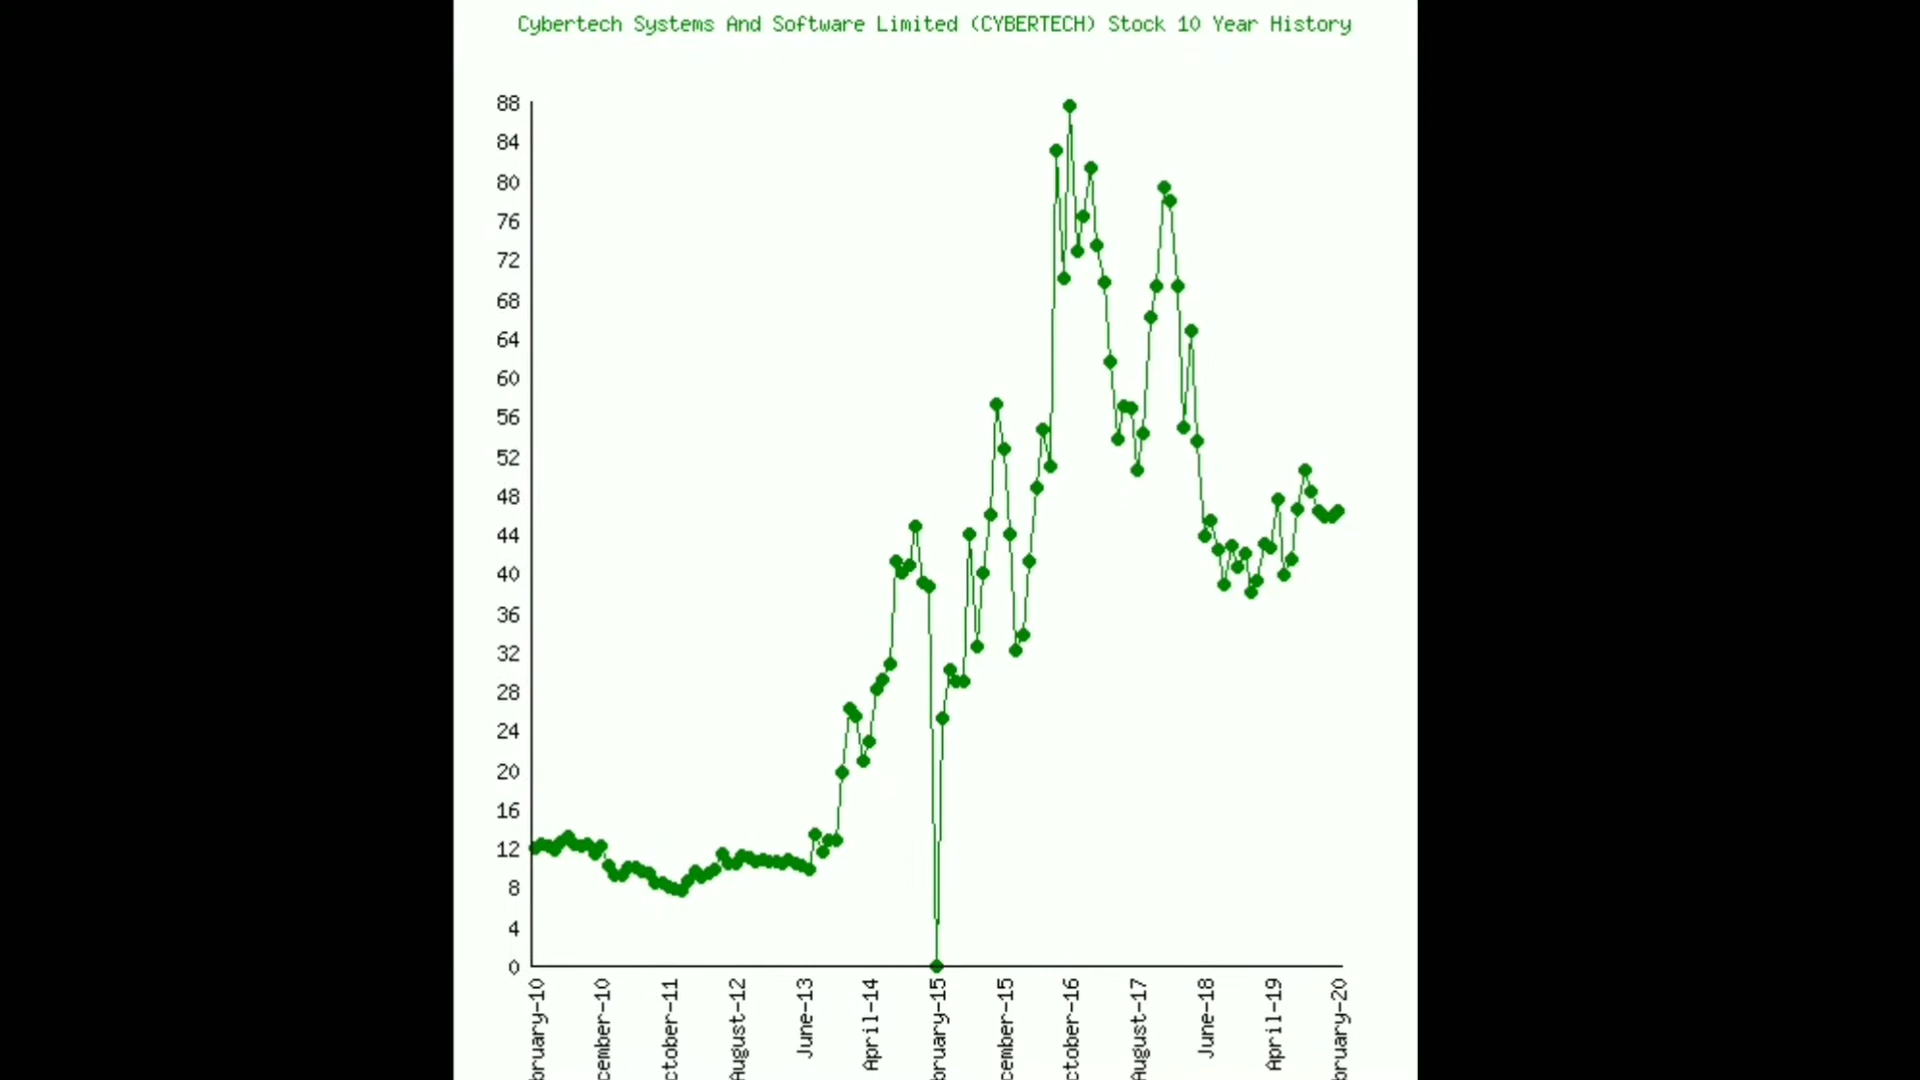 Cybertech Systems And Software Limited (CYBERTECH) Stock 10 Year History
88
84
80
76
72
68
64
60
56
52
48
44
40
36
32
28
24
20
16
12
8
4
0
bruary-10
cember-10
ctober-11
August-12
June-13
April-14
bruary-15
cember-15
ctober-16
August-17
June-18
April-19
bruary-20